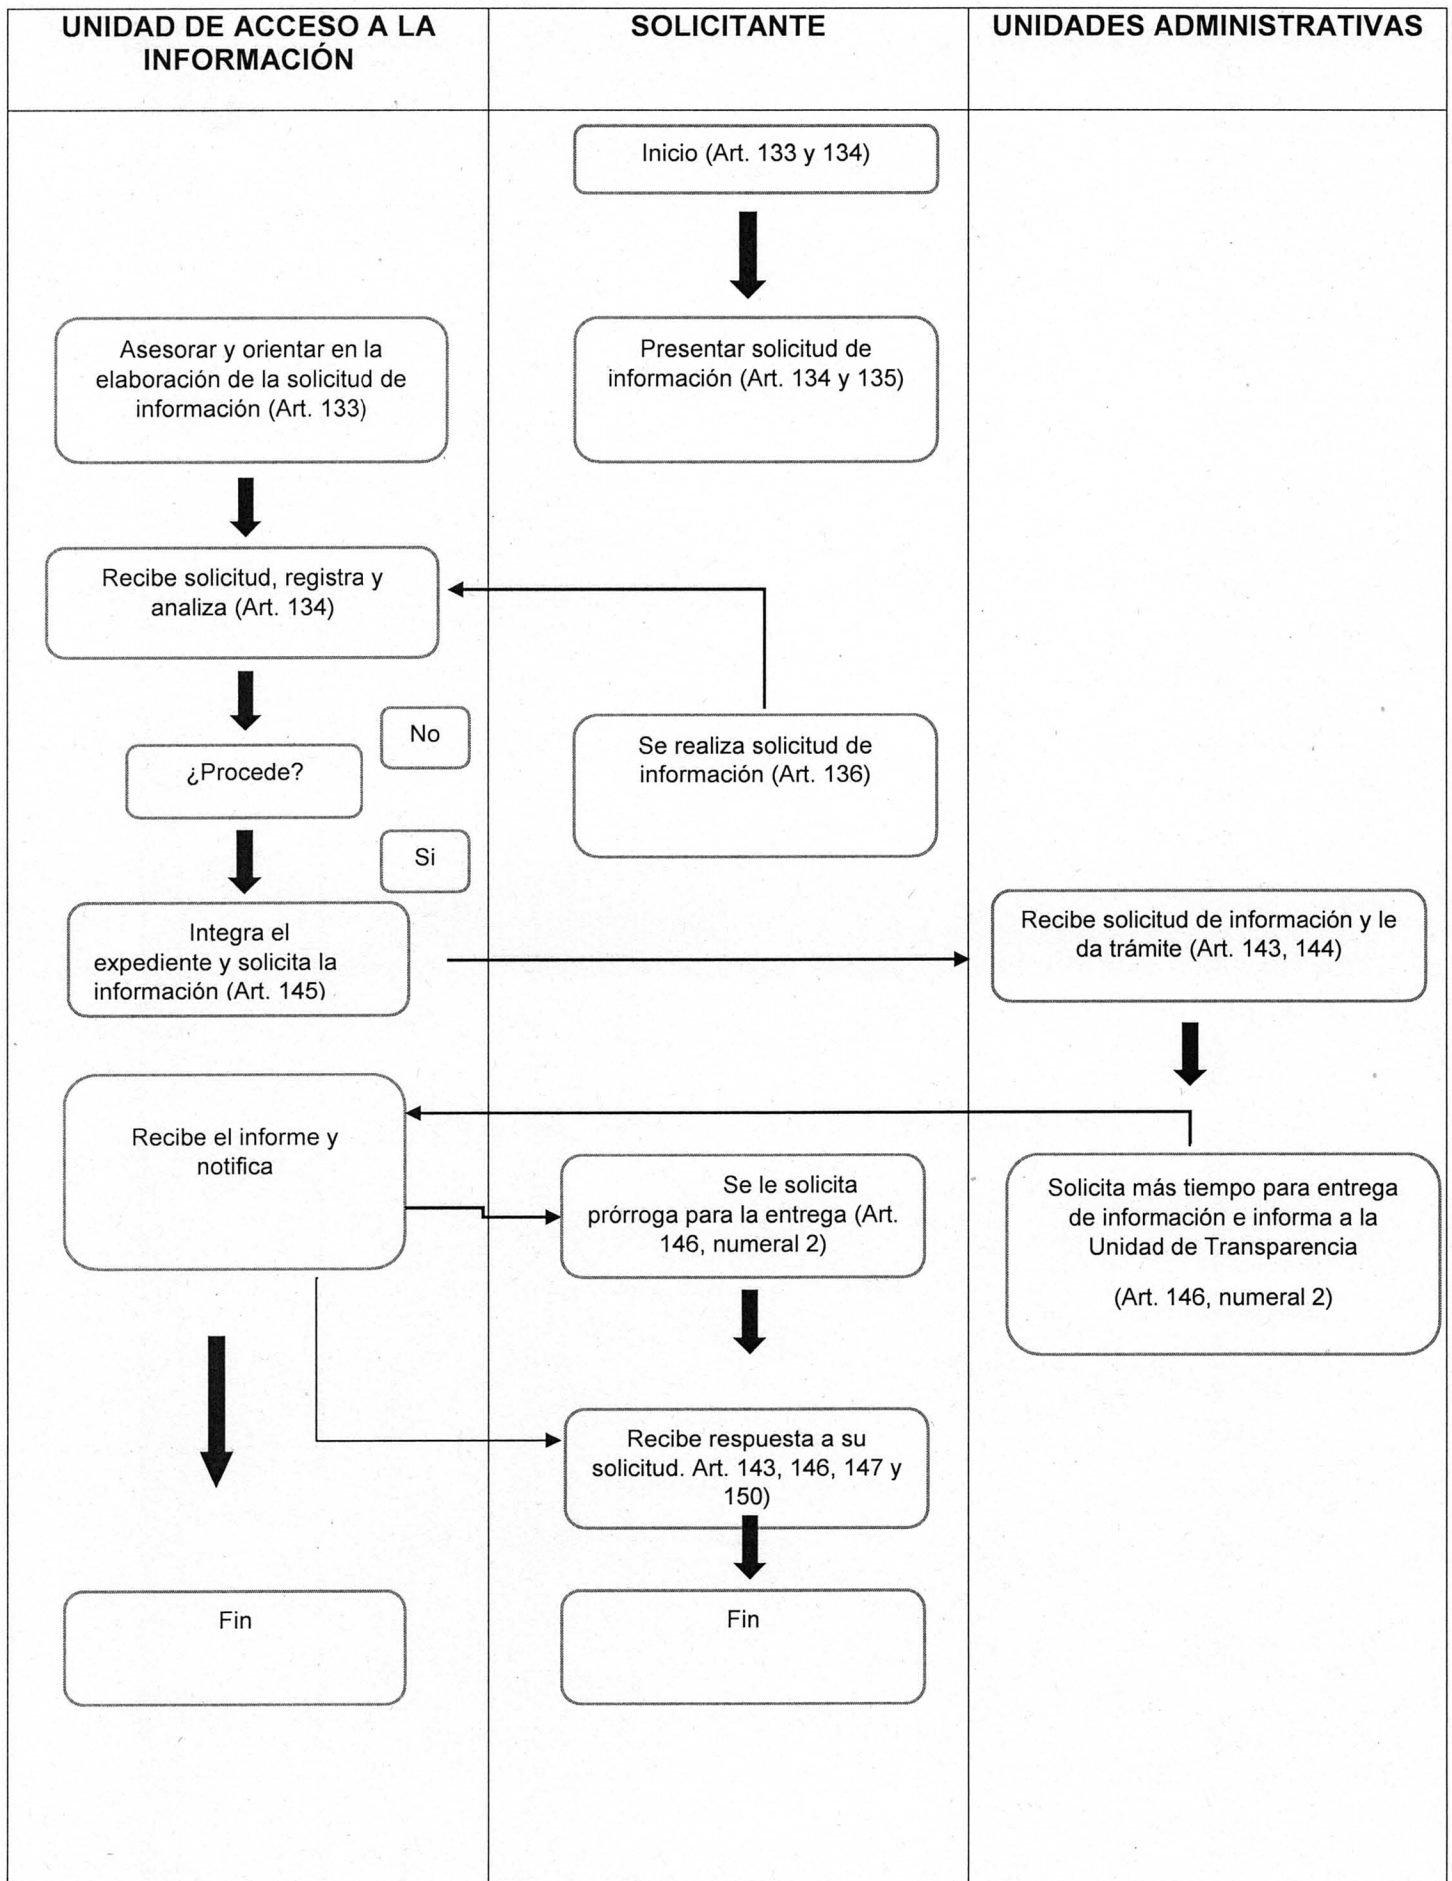 UNIDAD DE ACCESO A LA
INFORMACIÓN
SOLICITANTE
UNIDADES ADMINISTRATIVAS
Inicio (Art. 133 y 134)
Asesorar y orientar en la
elaboración de la solicitud de
información (Art. 133)
Presentar solicitud de
información (Art. 134 y 135)
Recibe solicitud, registra y
analiza (Art. 134)
No
¿Procede?
Se realiza solicitud de
información (Art. 136)
Si
Integra el
expediente y solicita la
información (Art. 145)
Recibe solicitud de información y le
da trámite (Art. 143, 144)
Recibe el informe y
notifica
Se le solicita
prórroga para la entrega (Art.
146, numeral 2)
Solicita más tiempo para entrega
de información e informa a la
Unidad de Transparencia
(Art. 146, numeral 2)
Recibe respuesta a su
solicitud. Art. 143, 146, 147 y
150)
Fin
Fin